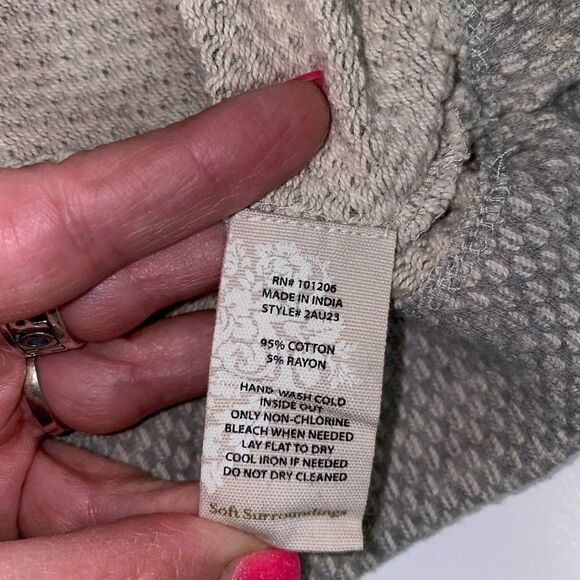 RN# 101206
MADE IN INDIA
STYLE# 2AU23
95% COTTON
5% RAYON
HAND WASH COLD
INSIDE OUT
ONLY NON-CHLORINE
BLEACH WHEN NEEDED
LAY FLAT TO DRY
COOL IRON IF NEEDED
DO NOT DRY CLEANED
Soft Surroundings